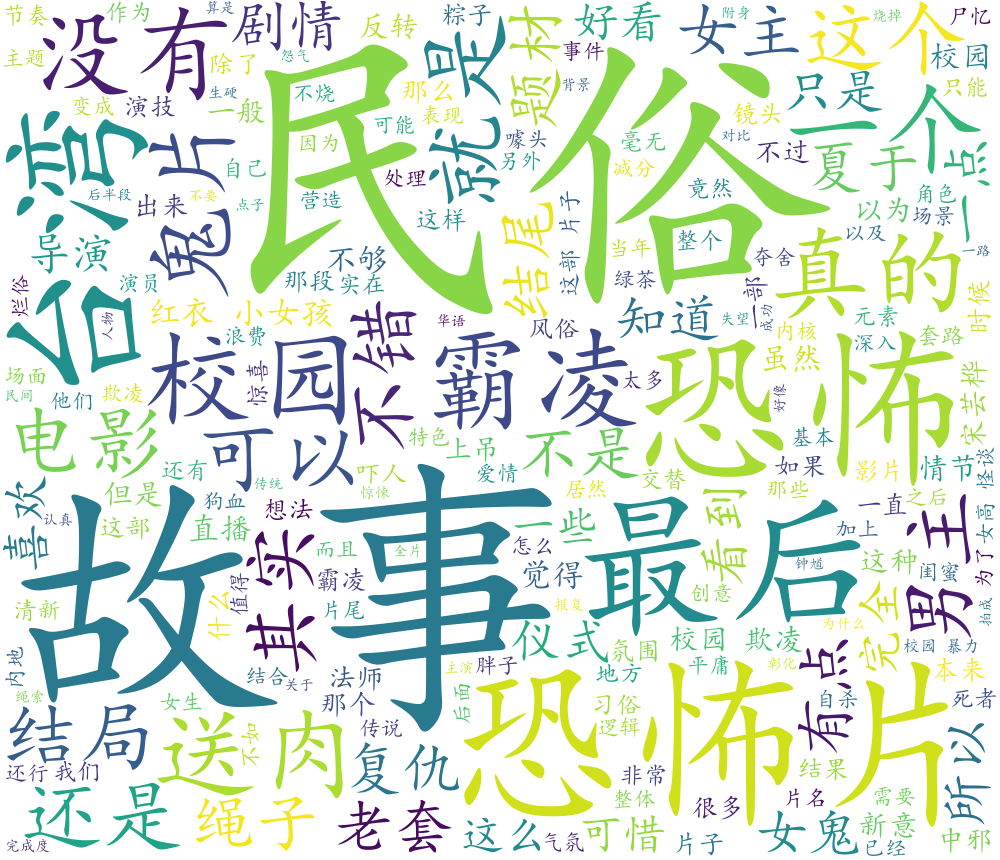 民俗
故事
恐怖片
恐怖
台湾
最后
校园
霸凌
没有
真的
剧情
就是
题材
好看
女主
这个
一个
只是
夏于
一点
鬼片
导演
结尾
知道
不错
电影
可以
不是
送肉
结局
还是
绳子
复仇
老套
其实
喜欢
觉得
仪式
一些
看到
男主
有点
完全
所以
女鬼
可惜
这么
新意
红衣
小女孩
节奏
作为
算是
主题
除了
反转
粽子
事件
校园
尸忆
只能
变成
演技
一般
怨气
生硬
不烧
因为
可能
那么
表现
噱头
另外
附身
背景
毫无
减分
竟然
镜头
对比
烧掉
不过
角色
场景
以为
以及
一路
自己
处理
营造
这样
后半段
不要
点子
出来
演员
那段
实在
不够
这部
片子
当年
绿茶
整个
夺舍
一部
成功
失望
内核
虽然
元素
深入
套路
时候
宋芸桦
怪谈
烂俗
人物
浪费
惊喜
华语
风俗
太多
好像
基本
如果
影片
情节
场面
民间
他们
欺凌
特色
上吊
吓人
惊悚
爱情
居然
交替
那些
一直
之后
加上
女高
为了
拍成
闺蜜
这种
钟馗
为什么
校园 暴力
还有
但是
这部
狗血
传统
想法
直播
认真
而且
全片
霸凌
值得
什么
片尾
怎么
报复
创意
清新
内地
绳索
结合
关于
法师
那个
传说
女生
不如
主演
胖子
后面
氛围
地方
习俗
逻辑
校园 欺凌
平庸
彰化
自杀
本来
死者
还行
我们
非常
整体
很多
结果
片名
需要
已经
中邪
气氛
片子
完成度